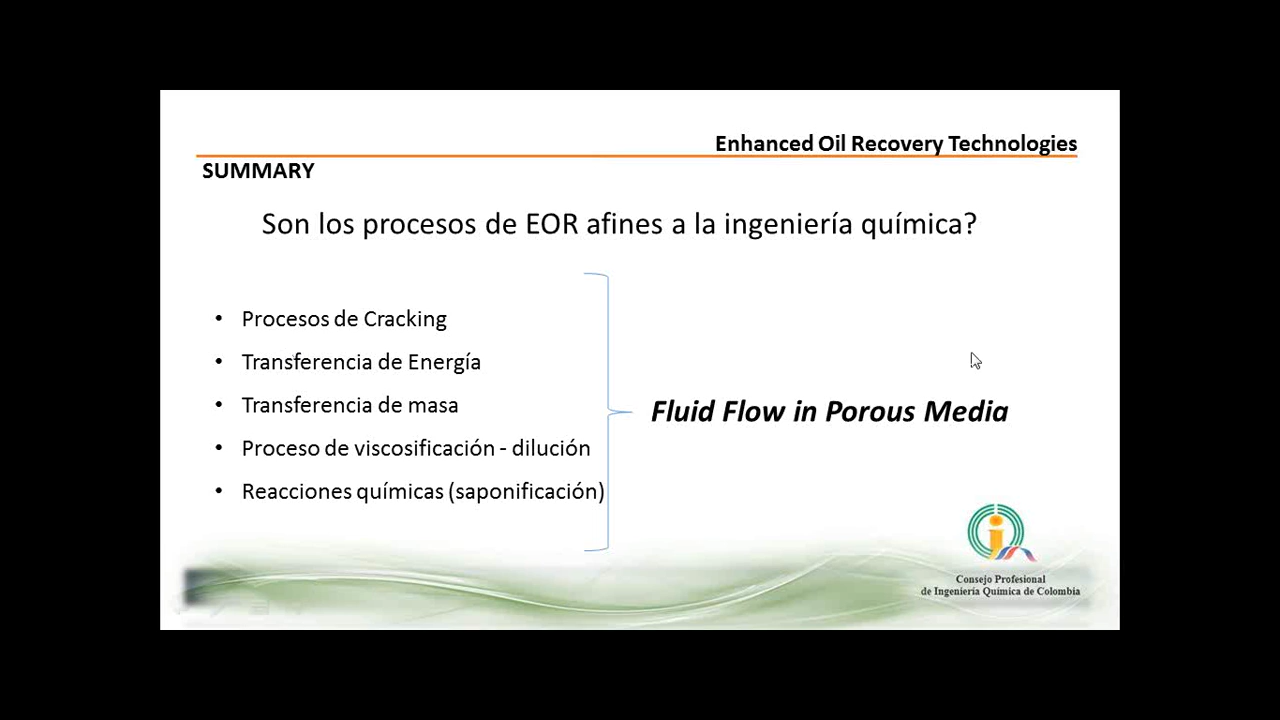 Enhanced Oil Recovery Technologies
SUMMARY
Son los procesos de EOR afines a la ingeniería química?
• Procesos de Cracking
• Transferencia de Energía
• Transferencia de masa
• Proceso de viscosificación - dilución
• Reacciones químicas (saponificación)
Fluid Flow in Porous Media
Consejo Profesional
de Ingeniería Química de Colombia